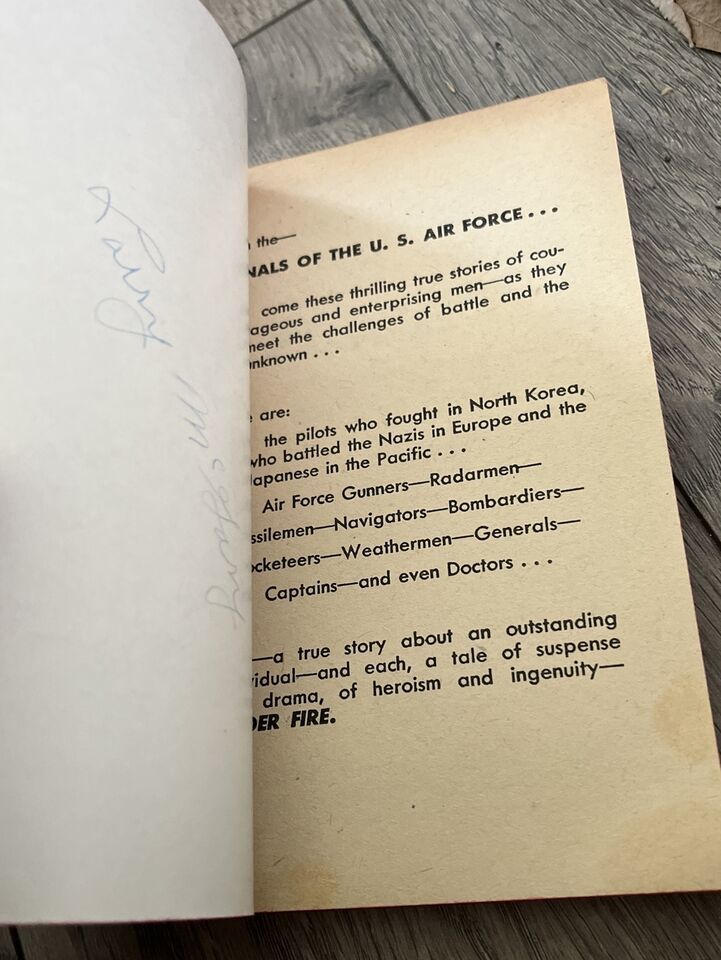 Larry
the—
NALS OF THE U. S. AIR FORCE . . .
come these thrilling true stories of cou-
ageous and enterprising men—as they
meet the challenges of battle and the
nknown . . .
are:
the pilots who fought in North Korea,
who battled the Nazis in Europe and the
Japanese in the Pacific . . .
Air Force Gunners—Radarmen—
ssilemen—Navigators—Bombardiers—
cketeers—Weathermen—Generals—
Captains—and even Doctors . . .
—a true story about an outstanding
vidual—and each, a tale of suspense
drama, of heroism and ingenuity—
DER FIRE.